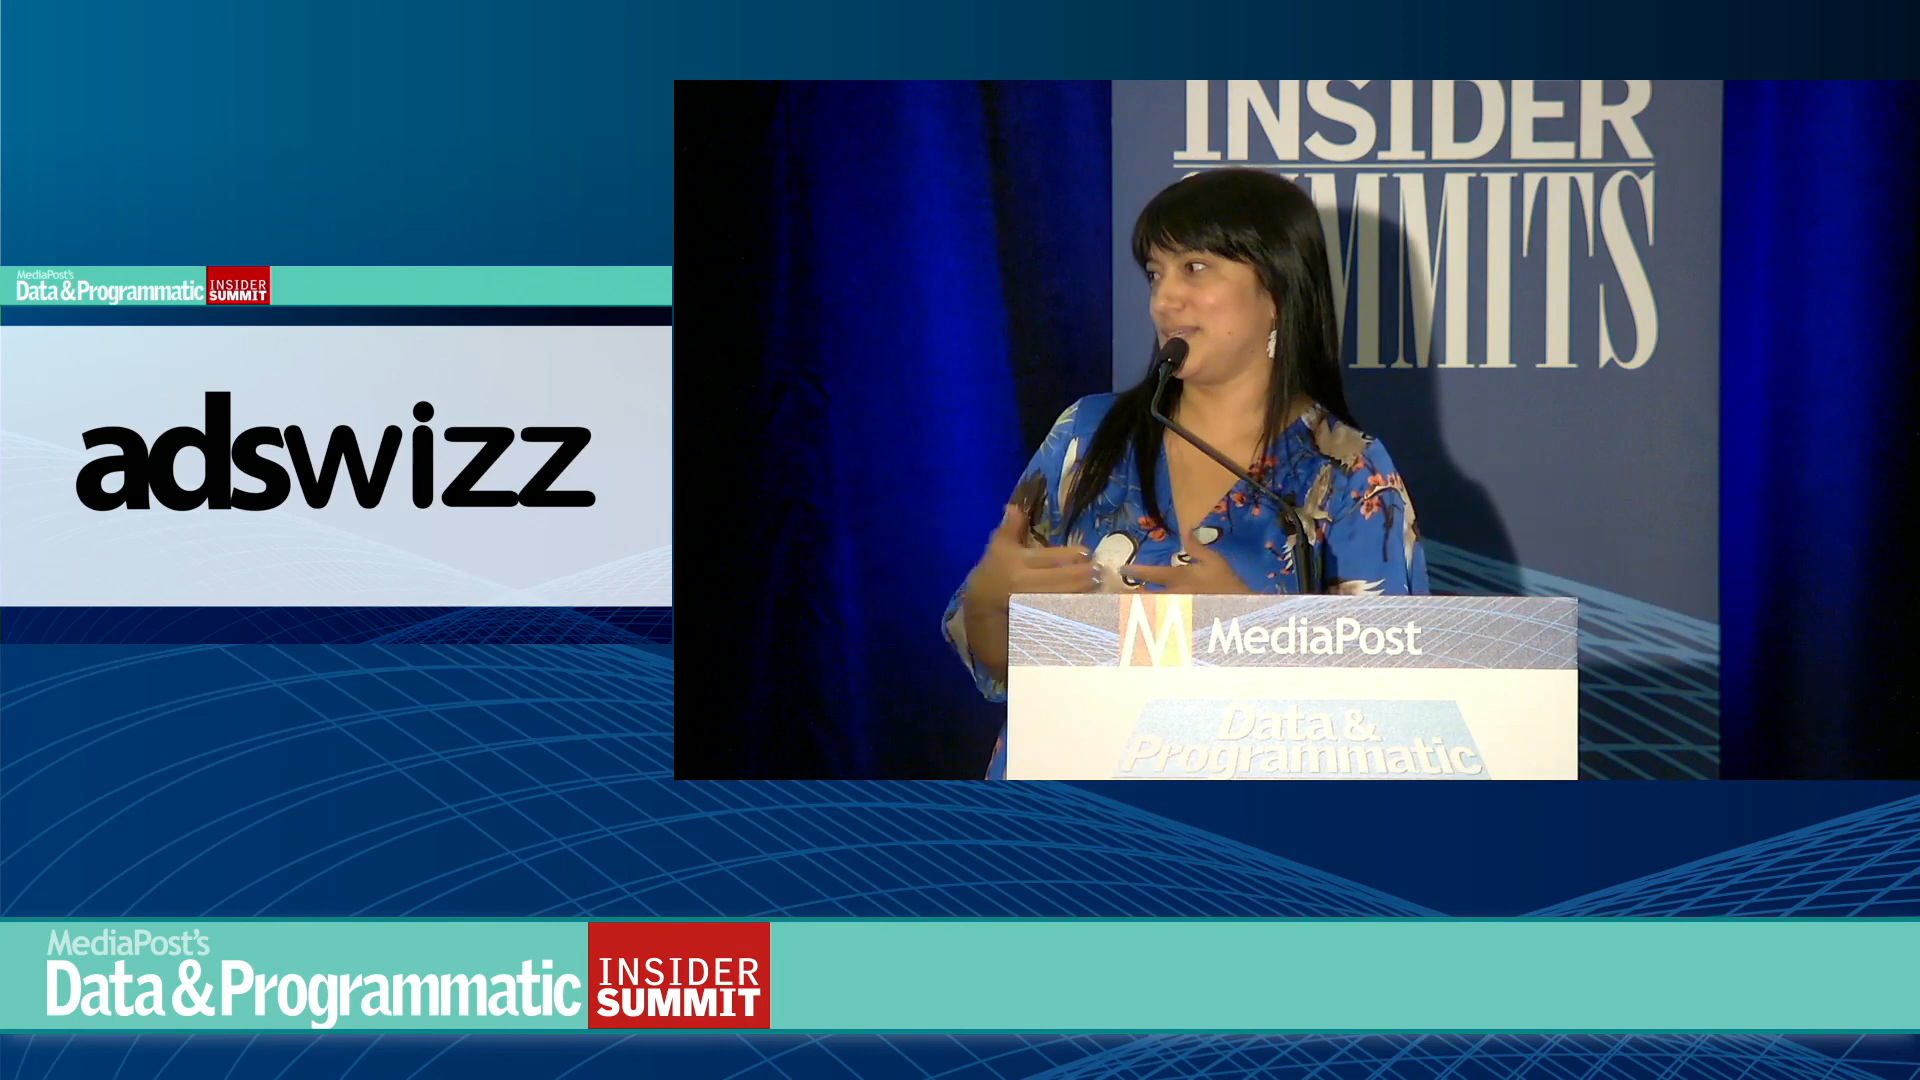 MediaPost's
Data & Programmatic
INSIDER
SUMMIT
adswizz
INSIDER
MMITS
M MediaPost
Data &
Programmatic
MediaPost's
Data & Programmatic
INSIDER
SUMMIT